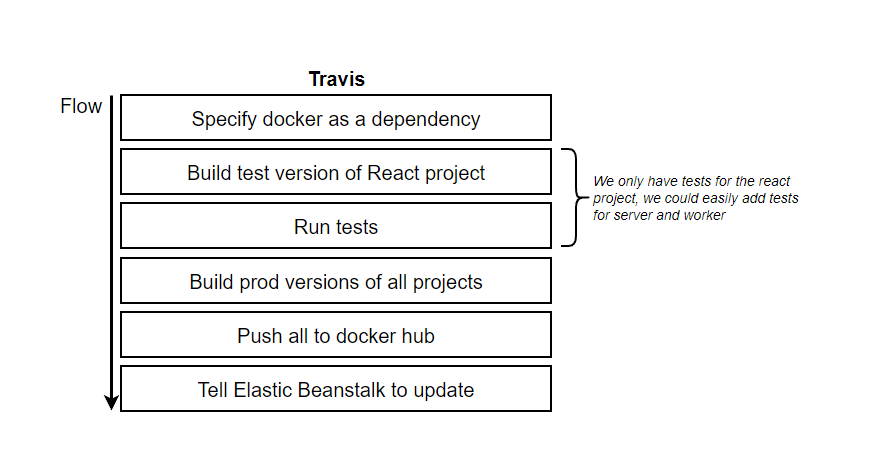 Travis
Flow
Specify docker as a dependency
Build test version of React project
Run tests
We only have tests for the react
project, we could easily add tests
for server and worker
Build prod versions of all projects
Push all to docker hub
Tell Elastic Beanstalk to update